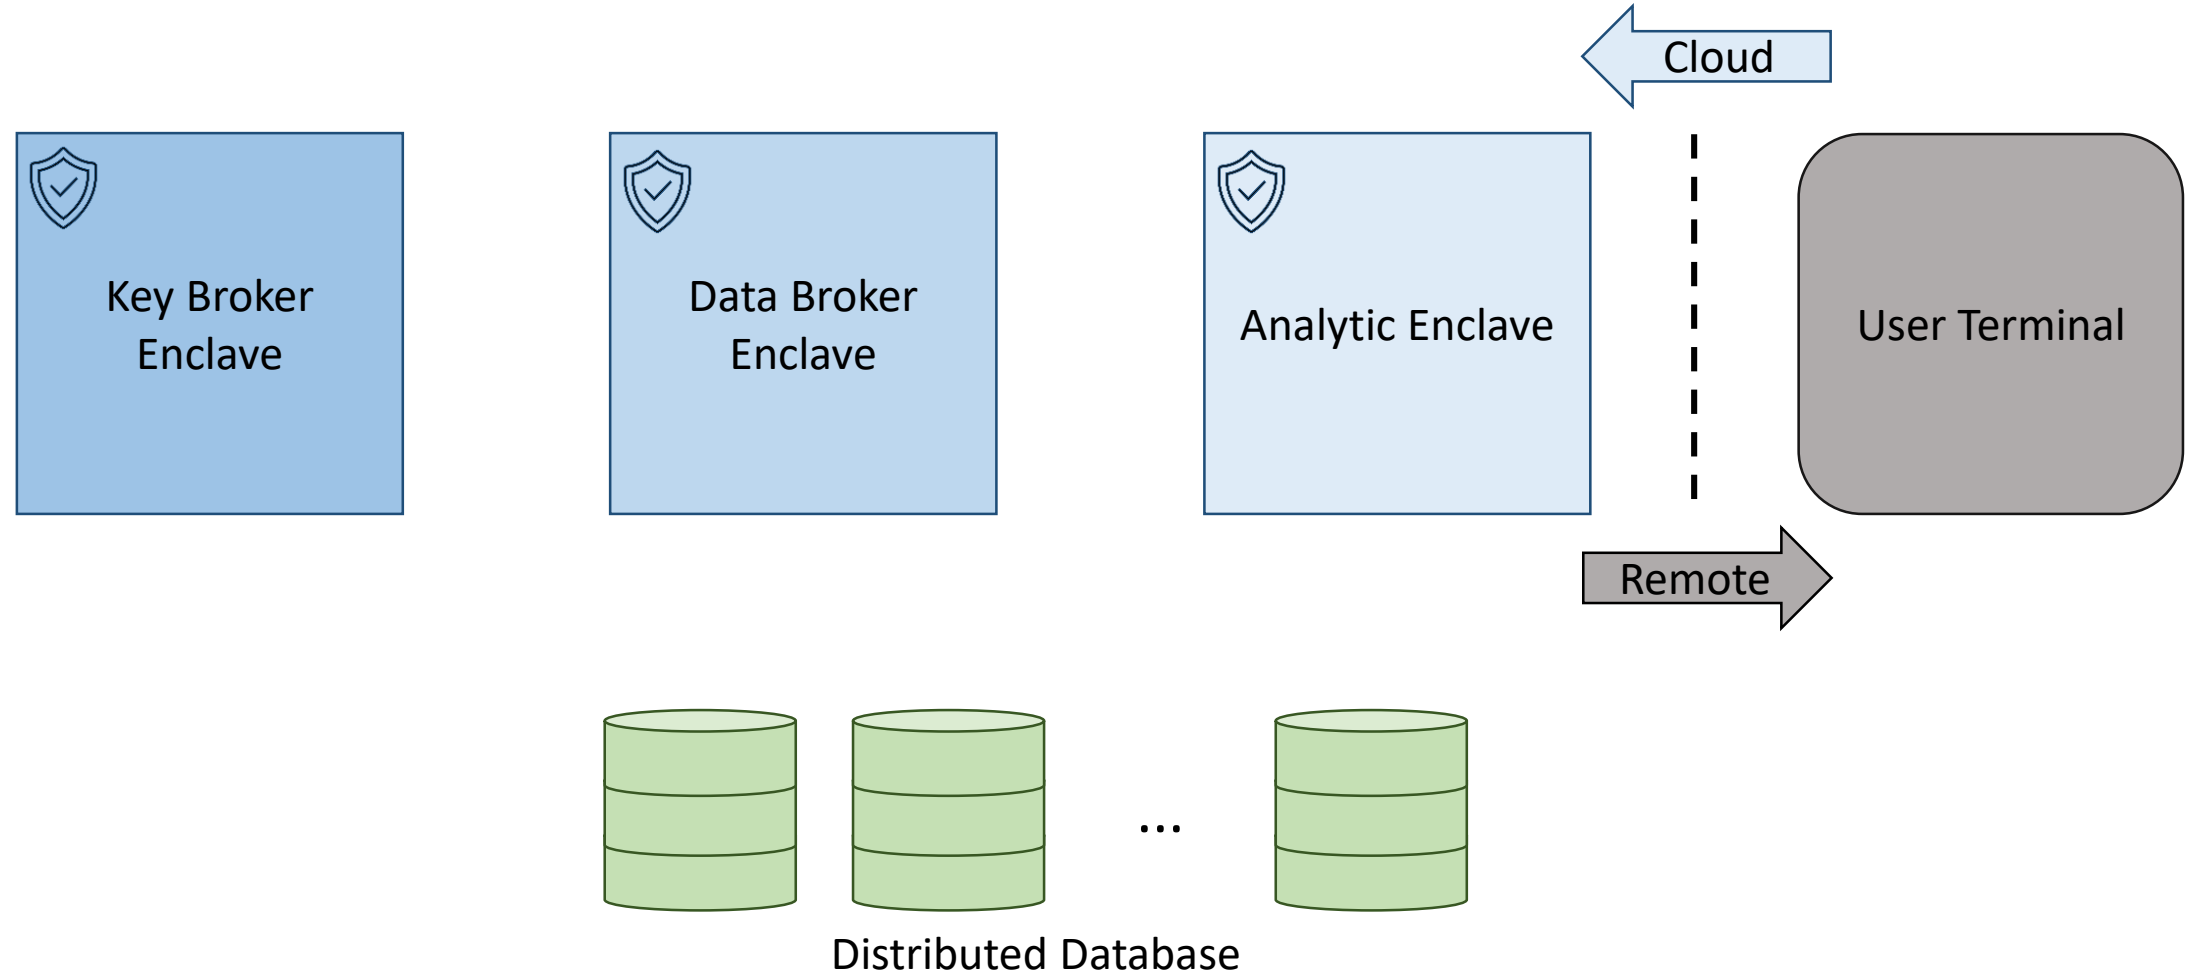 Cloud
Key Broker
Enclave
Data Broker
Enclave
Analytic Enclave
User Terminal
Remote
...
Distributed Database